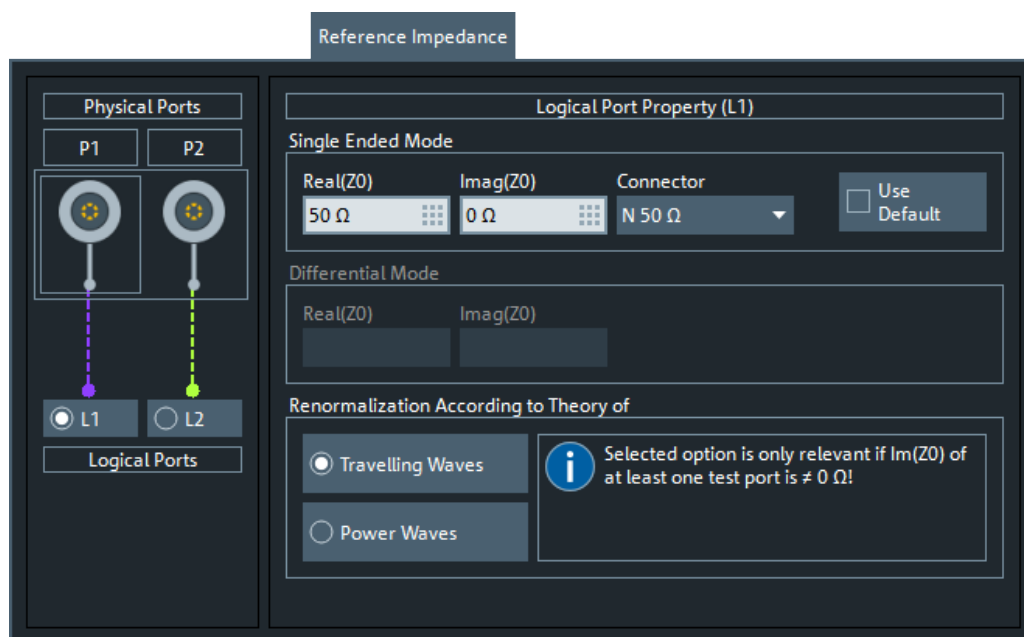 Reference Impedance
Physical Ports
P1
P2
L1
L2
Logical Ports
Logical Port Property (L1)
Single Ended Mode
Real(Z0)
Imag(Z0)
Connector
50 Ω
0 Ω
N 50 Ω
Use
Default
Differential Mode
Real(Z0)
Imag(Z0)
Renormalization According to Theory of
Travelling Waves
Power Waves
i
Selected option is only relevant if Im(Z0) of
at least one test port is ≠ 0 Ω!